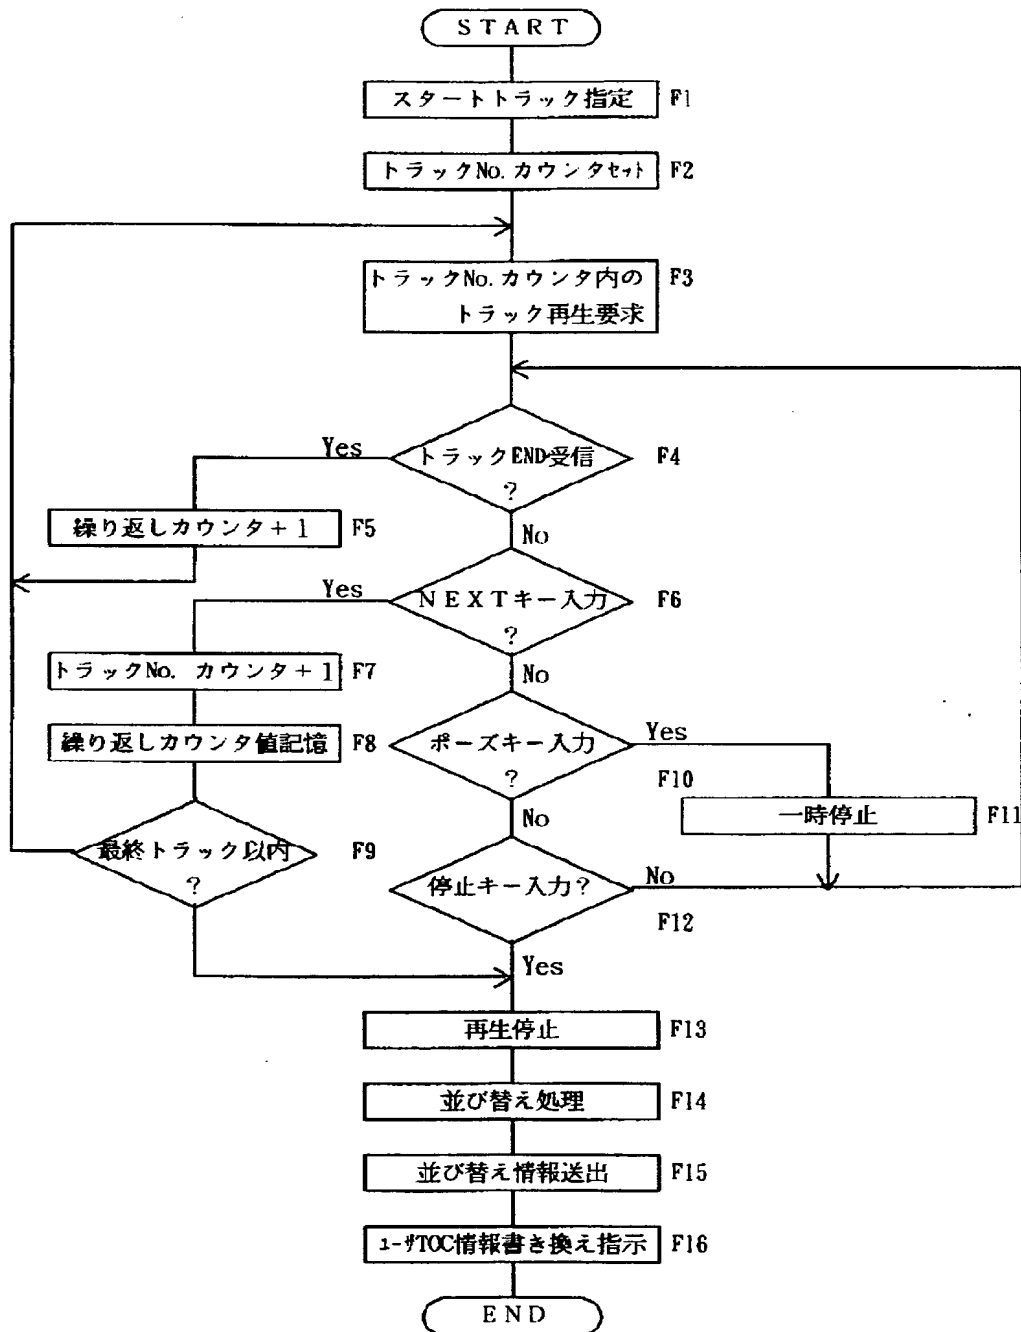 START
スタートトラック指定 F1
トラックNo.カウンタセット F2
トラックNo.カウンタ内の F3
トラック再生要求
Yes
トラックEND受信 F4
?
繰り返しカウンタ+1 F5
No
Yes
NEXTキー入力 F6
?
トラックNo. カウンタ+1 F7
No
繰り返しカウンタ値記憶 F8
ポーズキー入力
?
Yes
F10
一時停止 F11
No
最終トラック以内 F9
?
停止キー入力?
No
F12
Yes
再生停止 F13
並び替え処理 F14
並び替え情報送出 F15
ユーザTOC情報書き換え指示 F16
END